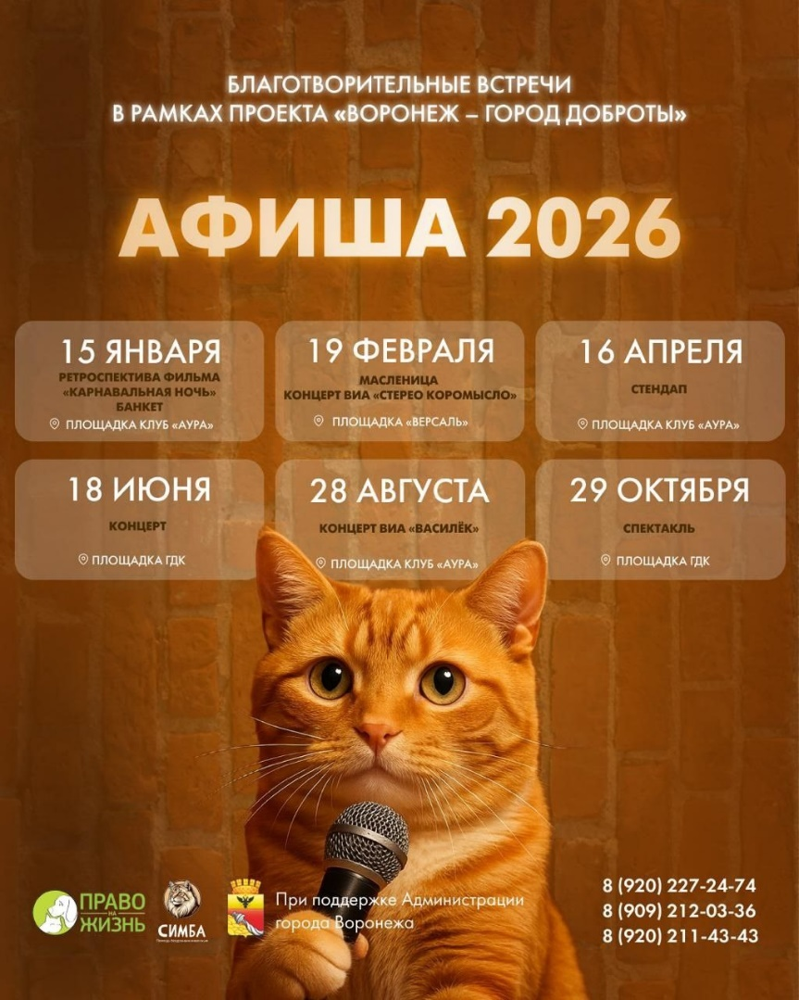 БЛАГОТВОРИТЕЛЬНЫЕ ВСТРЕЧИ
В РАМКАХ ПРОЕКТА «ВОРОНЕЖ – ГОРОД ДОБРОТЫ»
АФИША 2026
15 ЯНВАРЯ
РЕТРОСПЕКТИВА ФИЛЬМА
«КАРНАВАЛЬНАЯ НОЧЬ»
БАНКЕТ
ПЛОЩАДКА КЛУБ «АУРА»
19 ФЕВРАЛЯ
МАСЛЕНИЦА
КОНЦЕРТ ВИА «СТЕРЕО КОРОМЫСЛО»
ПЛОЩАДКА «ВЕРСАЛЬ»
16 АПРЕЛЯ
СТЕНДАП
ПЛОЩАДКА КЛУБ «АУРА»
18 ИЮНЯ
КОНЦЕРТ
ПЛОЩАДКА ГДК
28 АВГУСТА
КОНЦЕРТ ВИА «ВАСИЛЁК»
ПЛОЩАДКА КЛУБ «АУРА»
29 ОКТЯБРЯ
СПЕКТАКЛЬ
ПЛОЩАДКА ГДК
ПРАВО
НА
ЖИЗНЬ
СИМБА
При поддержке Администрации
города Воронежа
8 (920) 227-24-74
8 (909) 212-03-36
8 (920) 211-43-43